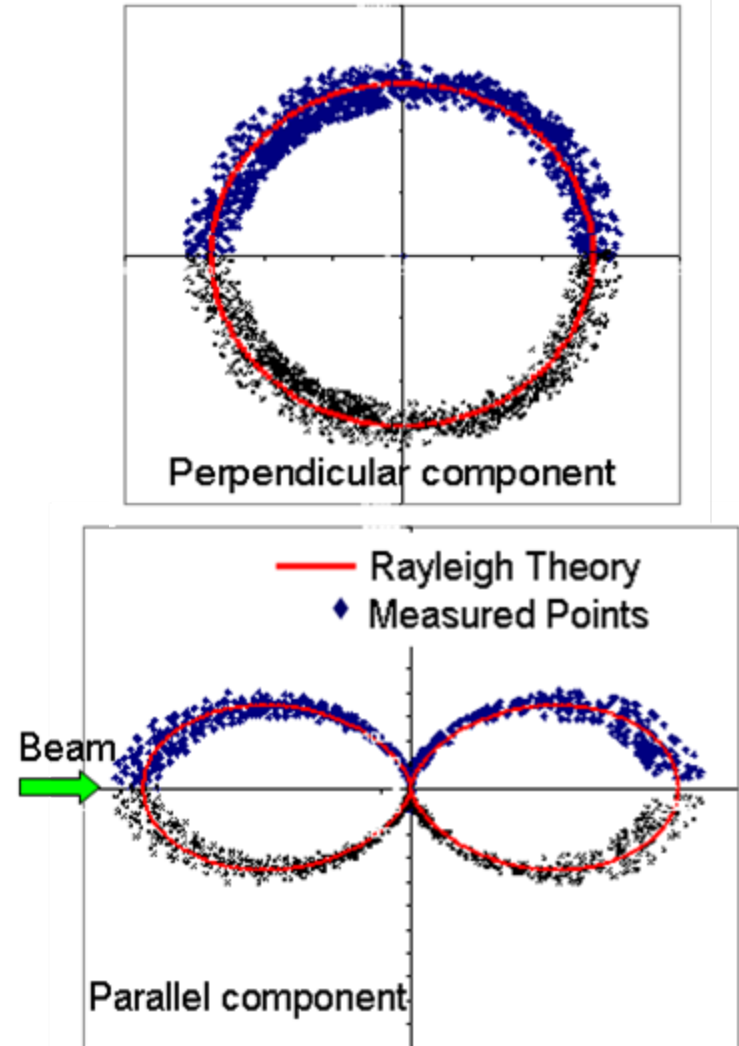 Perpendicular component
Rayleigh Theory
Measured Points
Beam
Parallel component